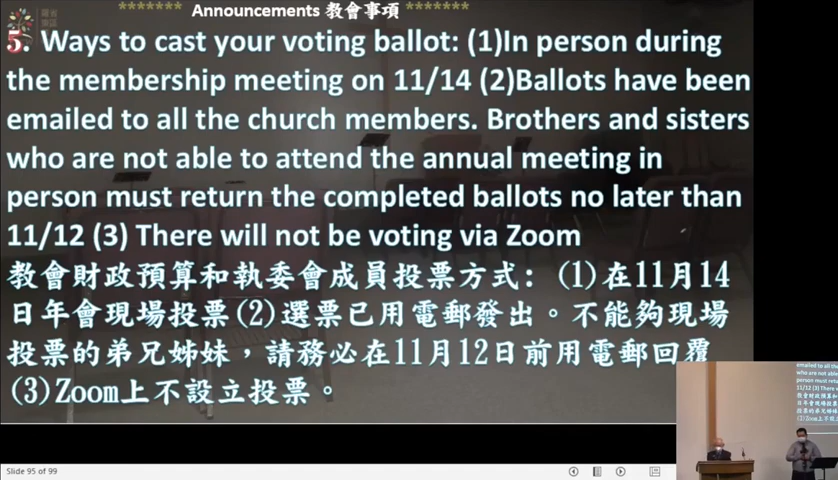 ******* Announcements 教會事項 *******
5. Ways to cast your voting ballot: (1)In person during
the membership meeting on 11/14 (2)Ballots have been
emailed to all the church members. Brothers and sisters
who are not able to attend the annual meeting in
person must return the completed ballots no later than
11/12 (3) There will not be voting via Zoom
教會財政預算和執委會成員投票方式: (1)在11月14
日年會現場投票(2)選票已用電郵發出。不能夠現場
投票的弟兄姊妹，請務必在11月12日前用電郵回覆
(3)Zoom上不設立投票。
Slide 95 of 99